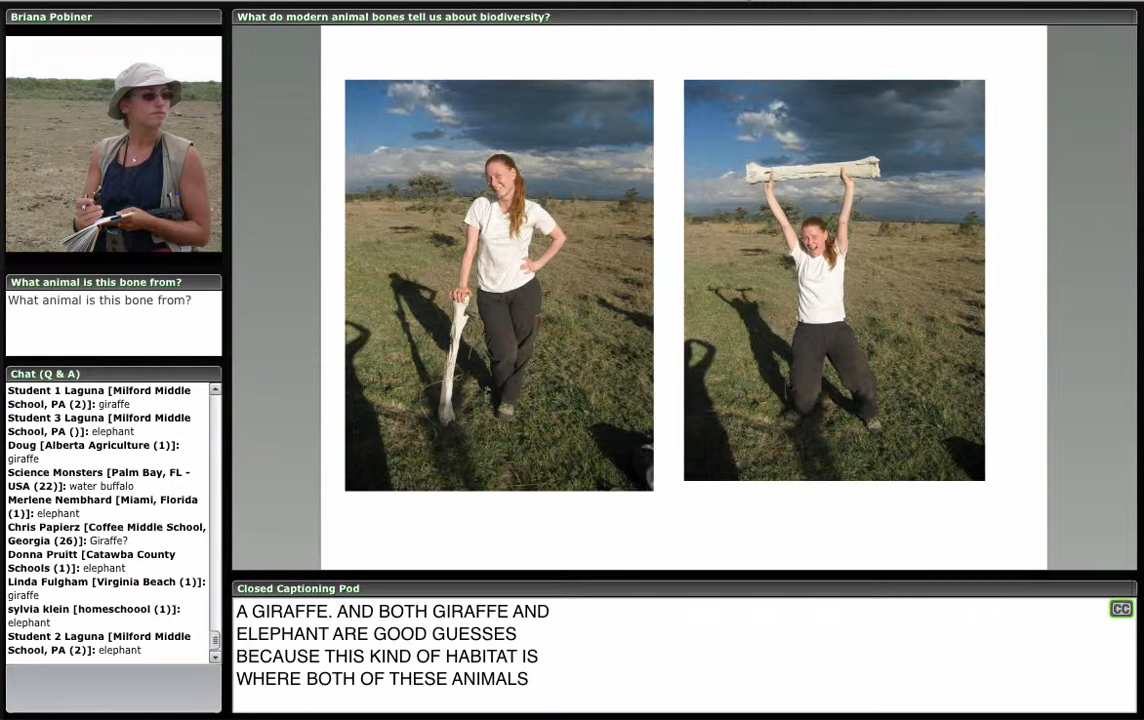 Briana Pobiner
What do modern animal bones tell us about biodiversity?
What animal is this bone from?
What animal is this bone from?
Chat (Q & A)
Student 1 Laguna [Milford Middle
School, PA (2)]: giraffe
Student 3 Laguna [Milford Middle
School, PA ()]: elephant
Doug [Alberta Agriculture (1)]:
giraffe
Science Monsters [Palm Bay, FL -
USA (22)]: water buffalo
Merlene Nembhard [Miami, Florida
(1)]: elephant
Chris Papierz [Coffee Middle School,
Georgia (26)]: Giraffe?
Donna Pruitt [Catawba County
Schools (1)]: elephant
Linda Fulgham [Virginia Beach (1)]:
giraffe
sylvia klein [homeschoool (1)]:
elephant
Student 2 Laguna [Milford Middle
School, PA (2)]: elephant
Closed Captioning Pod
CC
A GIRAFFE. AND BOTH GIRAFFE AND
ELEPHANT ARE GOOD GUESSES
BECAUSE THIS KIND OF HABITAT IS
WHERE BOTH OF THESE ANIMALS